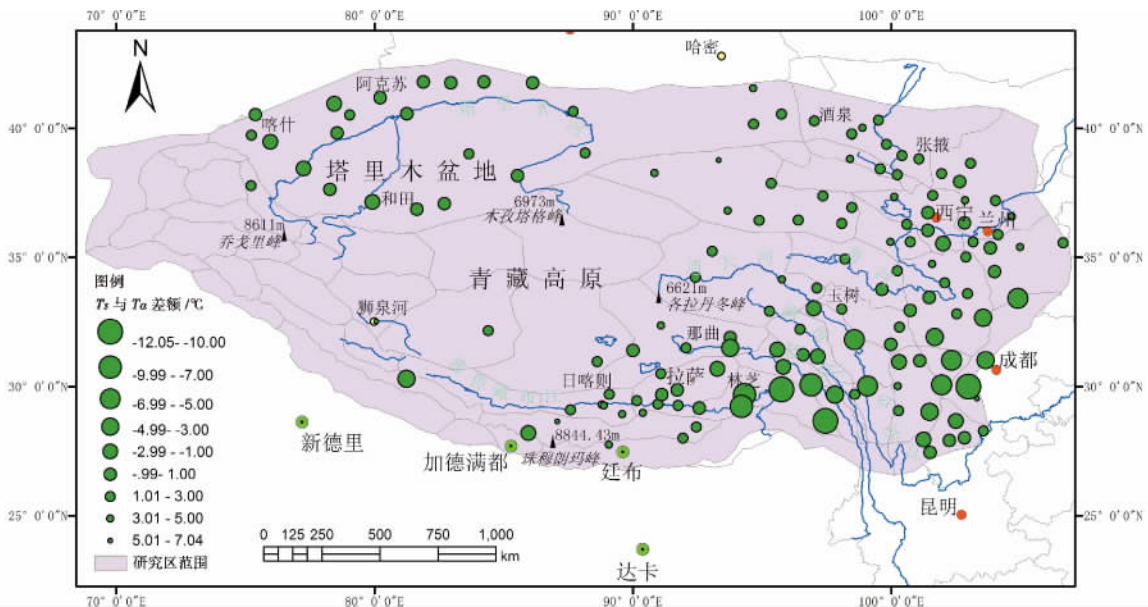 70° 0'0"E
80° 0'0"E
90° 0'0"E
100° 0'0"E
N
哈密
阿克苏
喀什
酒泉
张掖
40° 0'0"N
40° 0'0"N
塔里木盆地
和田
6973m
木孜塔格峰
8611m
乔戈里峰
西宁
兰州
35° 0'0"N
35° 0'0"N
青藏高原
图例
Ts 与 Ta 差额 /℃
-12.05- -10.00
-9.99- -7.00
-6.99 -5.00
-4.99- -3.00
-2.99 - -1.00
-.99- 1.00
1.01 - 3.00
3.01 - 5.00
5.01 - 7.04
研究区范围
6621m
各拉丹冬峰
玉树
狮泉河
那曲
成都
日喀则
拉萨
林芝
30° 0'0"N
30° 0'0"N
8844.43m
珠穆朗玛峰
新德里
加德满都
廷布
昆明
25° 0'0"N
25° 0'0"N
0 125 250 500 750 1,000
km
达卡
70° 0'0"E
80° 0'0"E
90° 0'0"E
100° 0'0"E